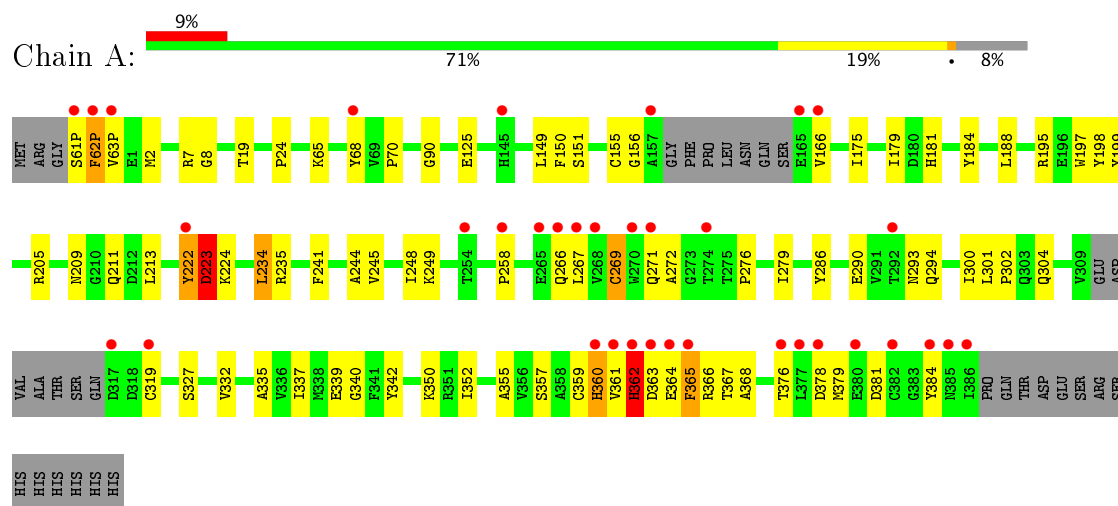 9%
Chain A:
71% 19% • 8%
MET ARG GLY S61P F62P V63P E1 M2 R7 G8 T19 P24 K65 Y68 V69 P70 G90 E125 H145 L149 F150 S151 C155 G156 A157 GLY PHE PRO LEU ASN GLN SER E165 V166 I175 I179 D180 H181 Y184 L188 R195 E196 W197 Y198 Y199
R205 N209 G210 Q211 D212 L213 Y222 D223 K224 L234 R235 F241 A244 V245 I248 K249 T254 P258 E265 Q266 L267 V268 C269 W270 Q271 A272 G273 T274 T275 P276 I279 Y286 E290 V291 T292 N293 Q294 I300 L301 P302 Q303 Q304 V309 GLU ASP
VAL ALA THR SER GLN D317 D318 C319 S327 V332 A335 V336 I337 M338 E339 G340 F341 Y342 K350 R351 I352 A355 V356 S357 A358 C359 H360 V361 H362 D363 E364 F365 R366 T367 A368 T376 L377 D378 M379 E380 D381 C382 G383 Y384 N385 I386 PRO GLN THR ASP GLU SER ARG SER
HIS HIS HIS HIS HIS HIS